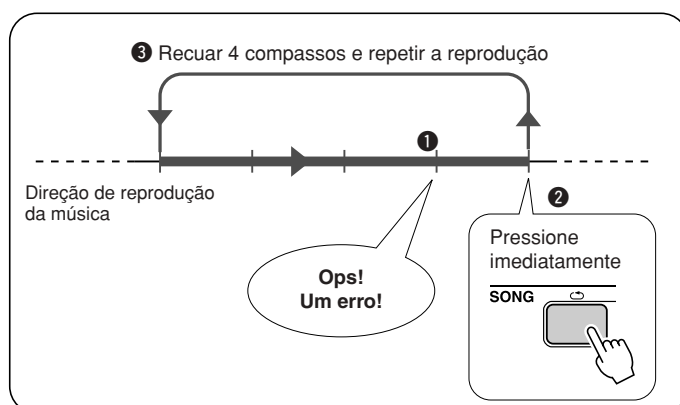 ❸ Recuar 4 compassos e repetir a reprodução
❶
Direção de reprodução
da música
❷
Ops!
Um erro!
Pressione
imediatamente
SONG